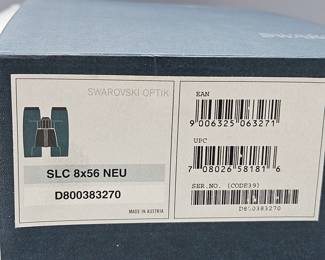 SWAROVSKI OPTIK
SLC 8x56 NEU
D800383270
MADE IN AUSTRIA
EAN
9 006325 063271
UPC
7 08026 58181 6
SER.NO. (CODE39)
D800383270